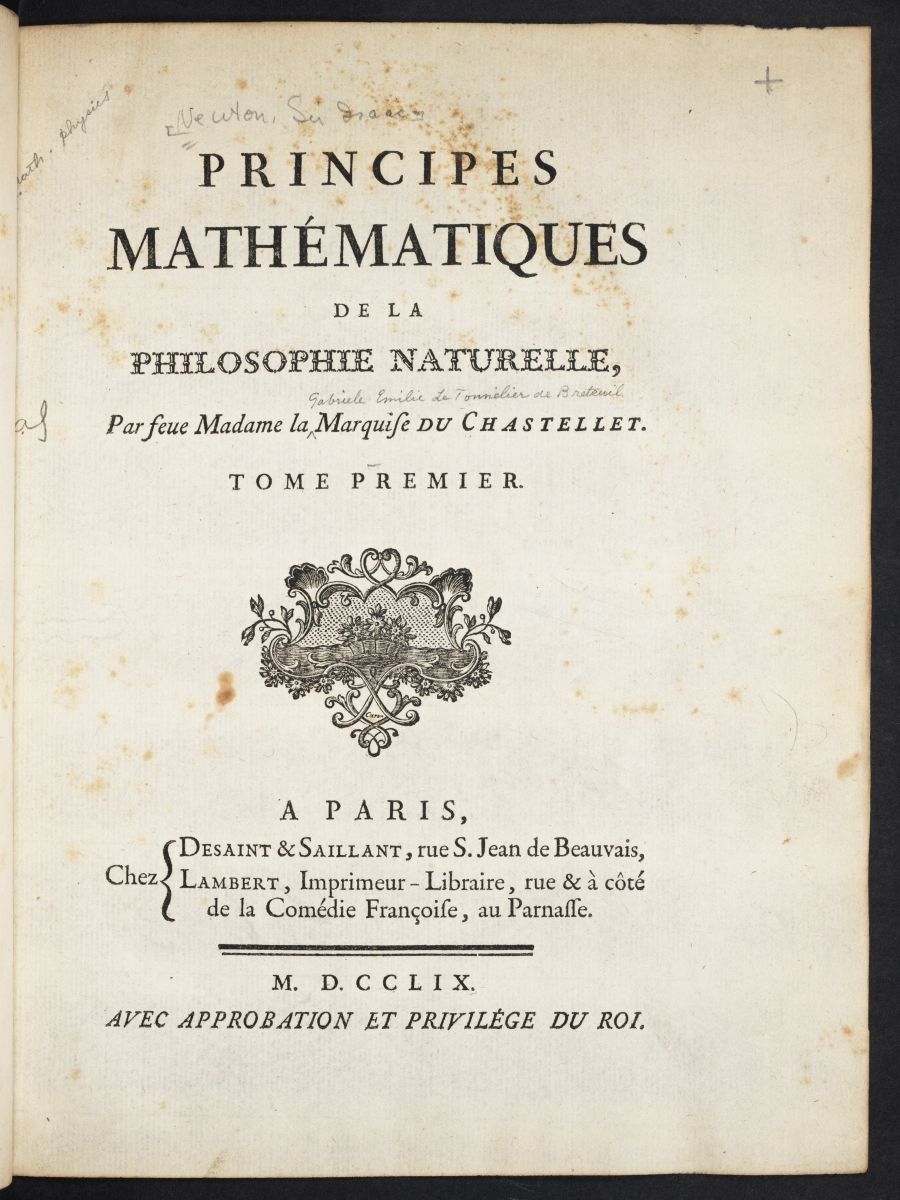 +
math. physics
[Newton, Sir Isaac]
PRINCIPES
MATHÉMATIQUES
DE LA
PHILOSOPHIE NATURELLE,
Gabriele Emilie Le Tonnelier de Breteuil
Par feue Madame la Marquiſe DU CHASTELLET.
TOME PREMIER.
Caron
A PARIS,
Chez { DESAINT & SAILLANT, rue S. Jean de Beauvais,
LAMBERT, Imprimeur-Libraire, rue & à côté
de la Comédie Françoiſe, au Parnaſſe.
M. D. CCLIX.
AVEC APPROBATION ET PRIVILÉGE DU ROI.